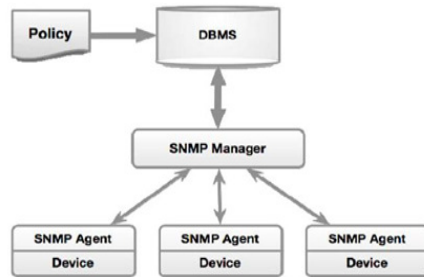 Policy
DBMS
SNMP Manager
SNMP Agent
Device
SNMP Agent
Device
SNMP Agent
Device